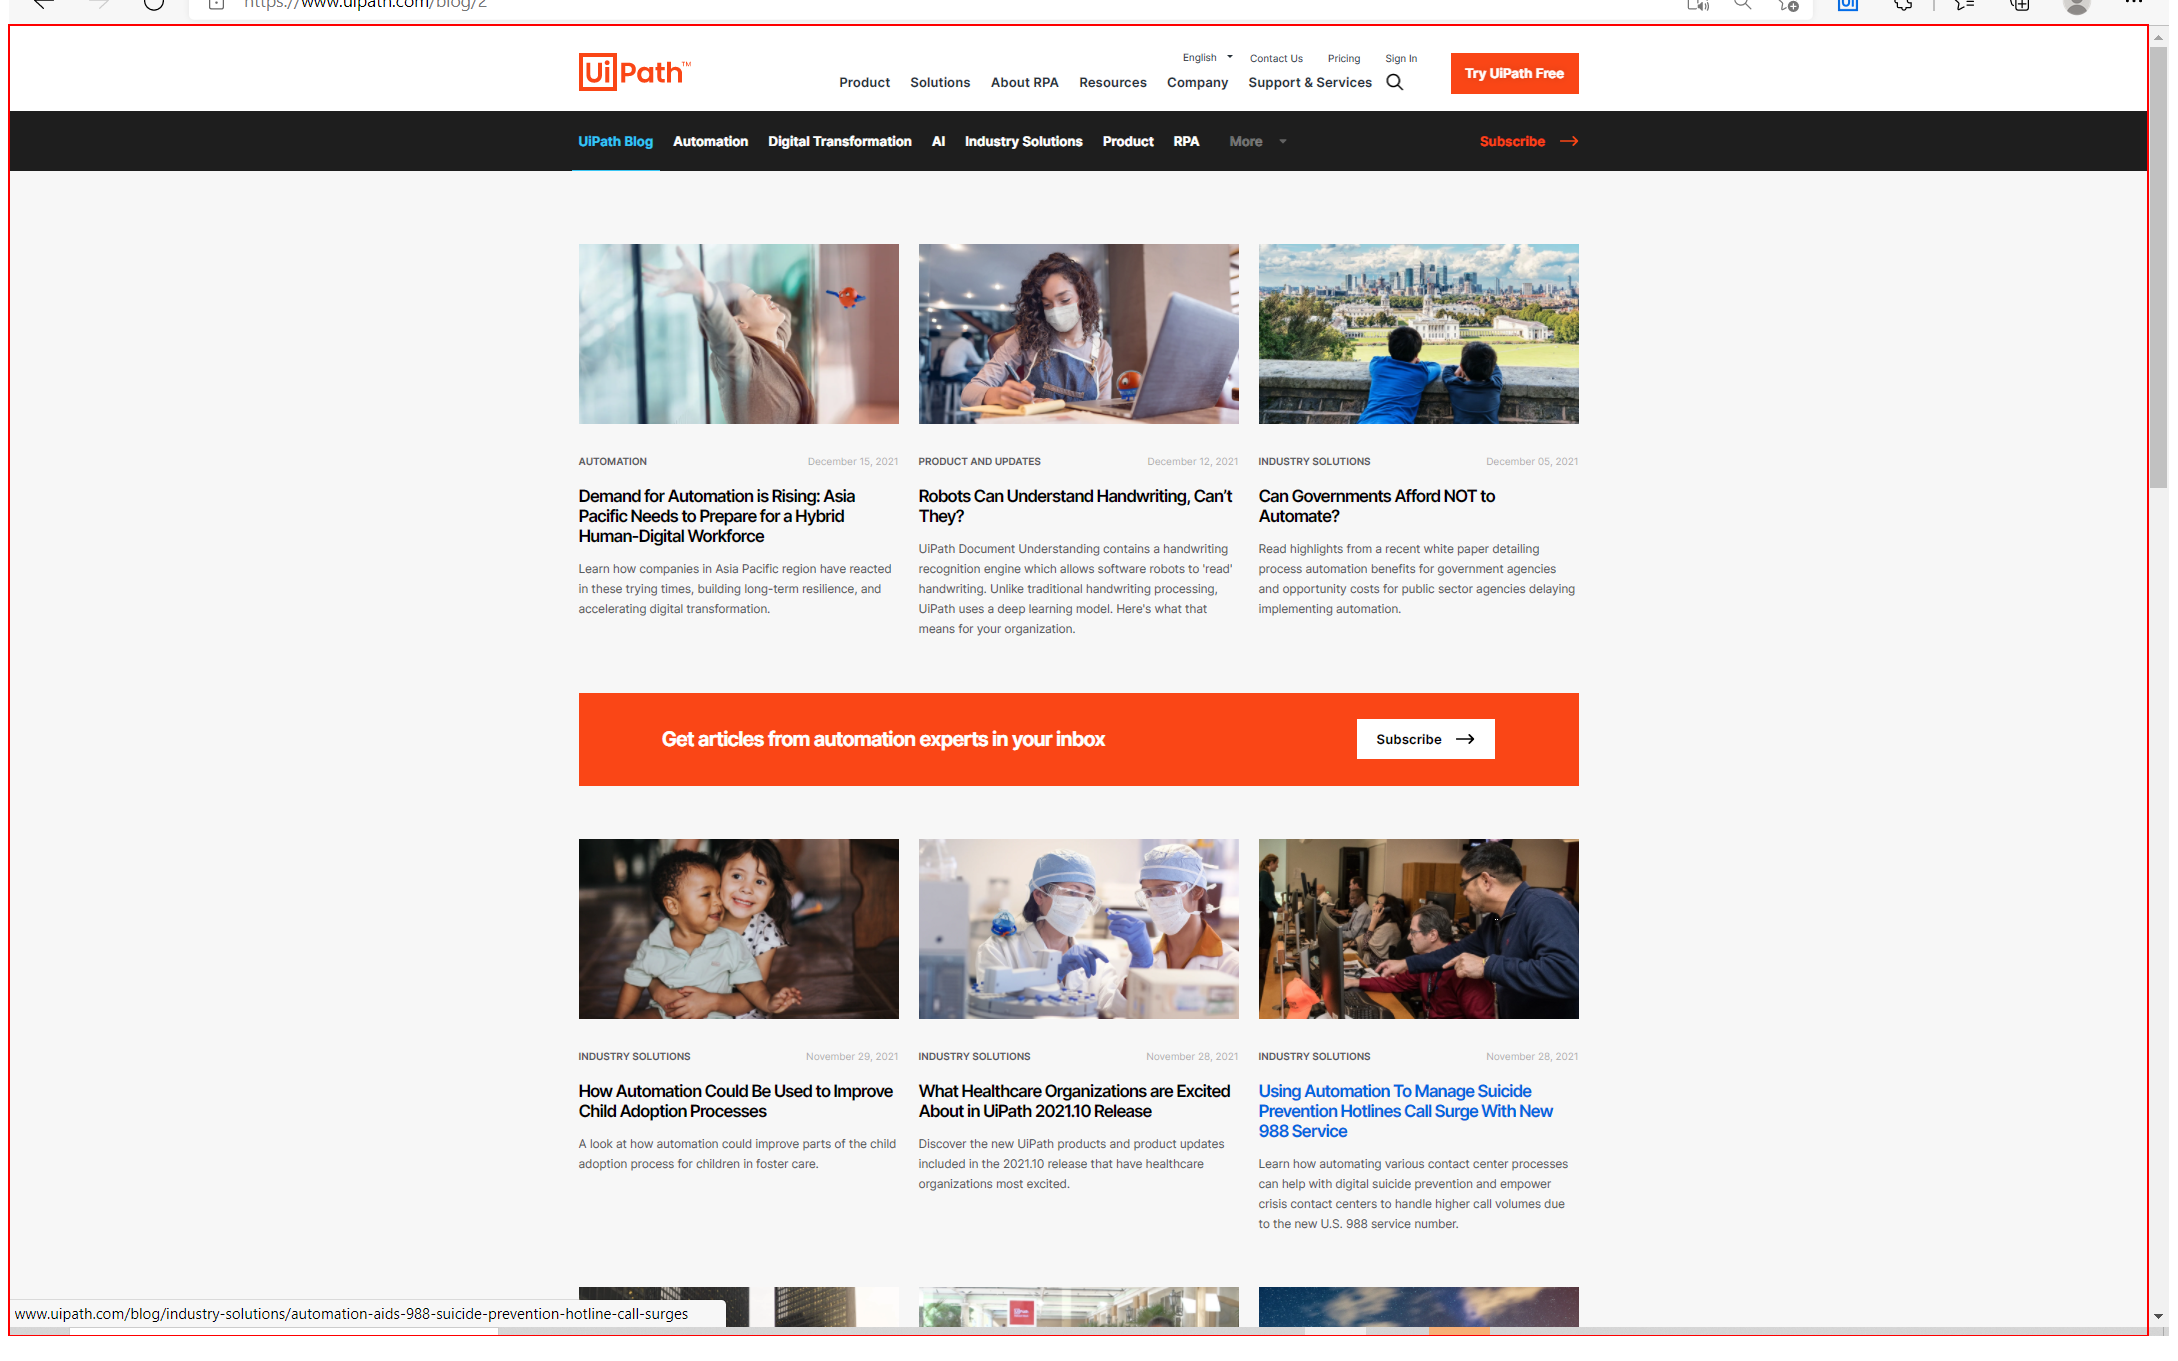 https://www.uipath.com/blog/2
UiPath™
English
Contact Us
Pricing
Sign In
Product
Solutions
About RPA
Resources
Company
Support & Services
Try UiPath Free
UiPath Blog
Automation
Digital Transformation
AI
Industry Solutions
Product
RPA
More
Subscribe
AUTOMATION
December 15, 2021
Demand for Automation is Rising: Asia
Pacific Needs to Prepare for a Hybrid
Human-Digital Workforce
Learn how companies in Asia Pacific region have reacted
in these trying times, building long-term resilience, and
accelerating digital transformation.
PRODUCT AND UPDATES
December 12, 2021
Robots Can Understand Handwriting, Can’t
They?
UiPath Document Understanding contains a handwriting
recognition engine which allows software robots to 'read'
handwriting. Unlike traditional handwriting processing,
UiPath uses a deep learning model. Here's what that
means for your organization.
INDUSTRY SOLUTIONS
December 05, 2021
Can Governments Afford NOT to
Automate?
Read highlights from a recent white paper detailing
process automation benefits for government agencies
and opportunity costs for public sector agencies delaying
implementing automation.
Get articles from automation experts in your inbox
Subscribe
INDUSTRY SOLUTIONS
November 29, 2021
How Automation Could Be Used to Improve
Child Adoption Processes
A look at how automation could improve parts of the child
adoption process for children in foster care.
INDUSTRY SOLUTIONS
November 28, 2021
What Healthcare Organizations are Excited
About in UiPath 2021.10 Release
Discover the new UiPath products and product updates
included in the 2021.10 release that have healthcare
organizations most excited.
INDUSTRY SOLUTIONS
November 28, 2021
Using Automation To Manage Suicide
Prevention Hotlines Call Surge With New
988 Service
Learn how automating various contact center processes
can help with digital suicide prevention and empower
crisis contact centers to handle higher call volumes due
to the new U.S. 988 service number.
www.uipath.com/blog/industry-solutions/automation-aids-988-suicide-prevention-hotline-call-surges